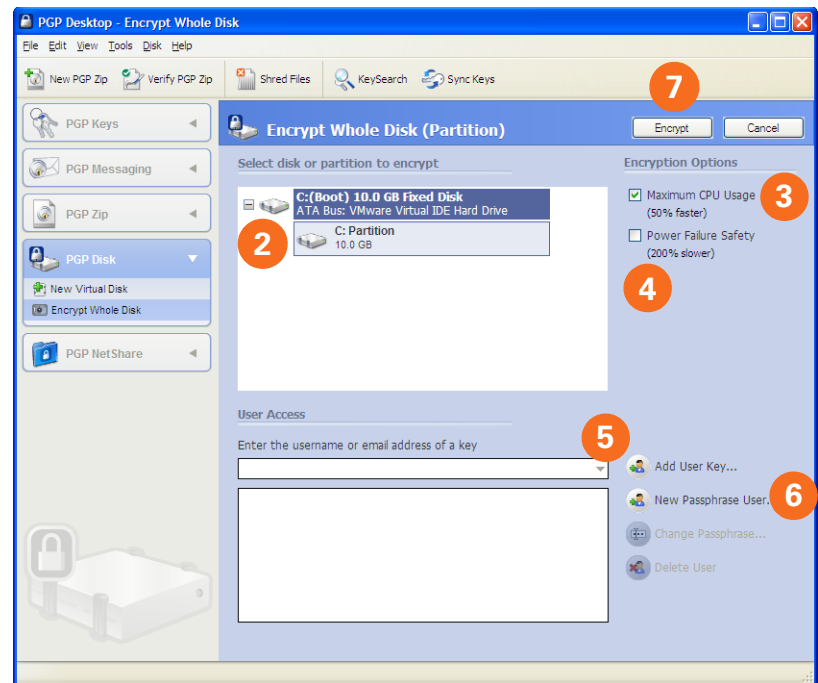 PGP Desktop - Encrypt Whole Disk
File Edit View Tools Disk Help
New PGP Zip Verify PGP Zip Shred Files KeySearch Sync Keys
7
PGP Keys
Encrypt Whole Disk (Partition)
Encrypt Cancel
PGP Messaging
PGP Zip
PGP Disk
New Virtual Disk
Encrypt Whole Disk
PGP NetShare
Select disk or partition to encrypt
C:(Boot) 10.0 GB Fixed Disk
ATA Bus: VMware Virtual IDE Hard Drive
2
C: Partition
10.0 GB
Encryption Options
Maximum CPU Usage
(50% faster)
3
Power Failure Safety
(200% slower)
4
User Access
Enter the username or email address of a key
5
Add User Key...
New Passphrase User.
6
Change Passphrase...
Delete User